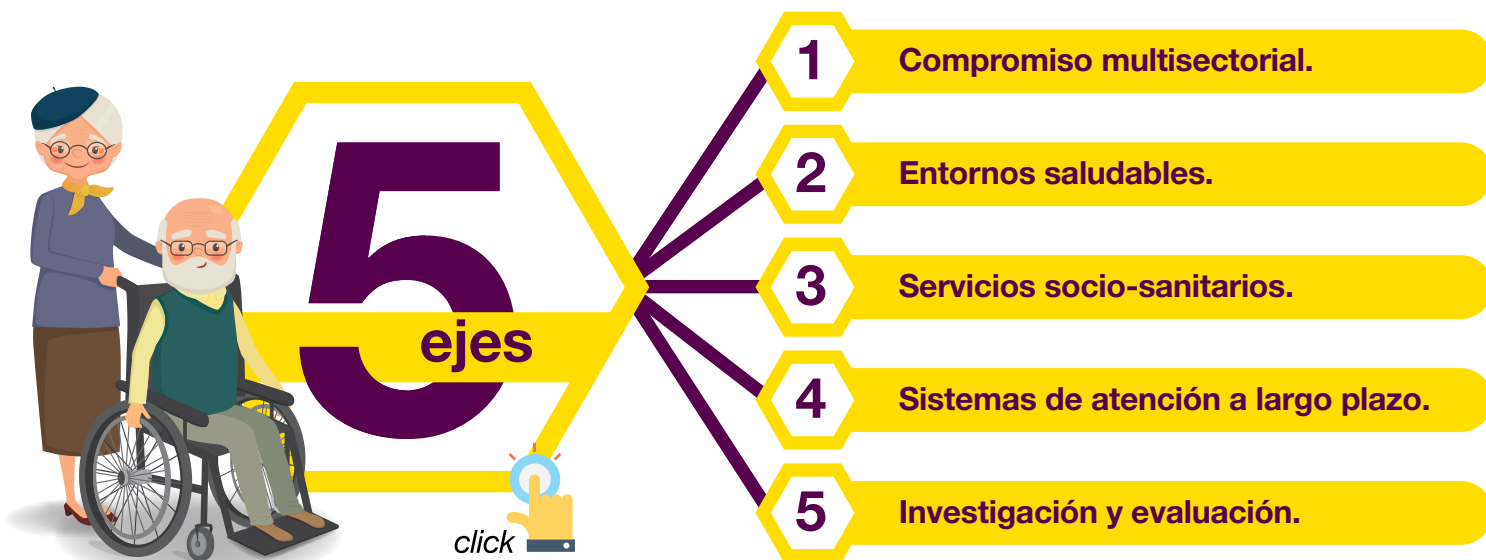 5
ejes
click
1
Compromiso multisectorial.
2
Entornos saludables.
3
Servicios socio-sanitarios.
4
Sistemas de atención a largo plazo.
5
Investigación y evaluación.